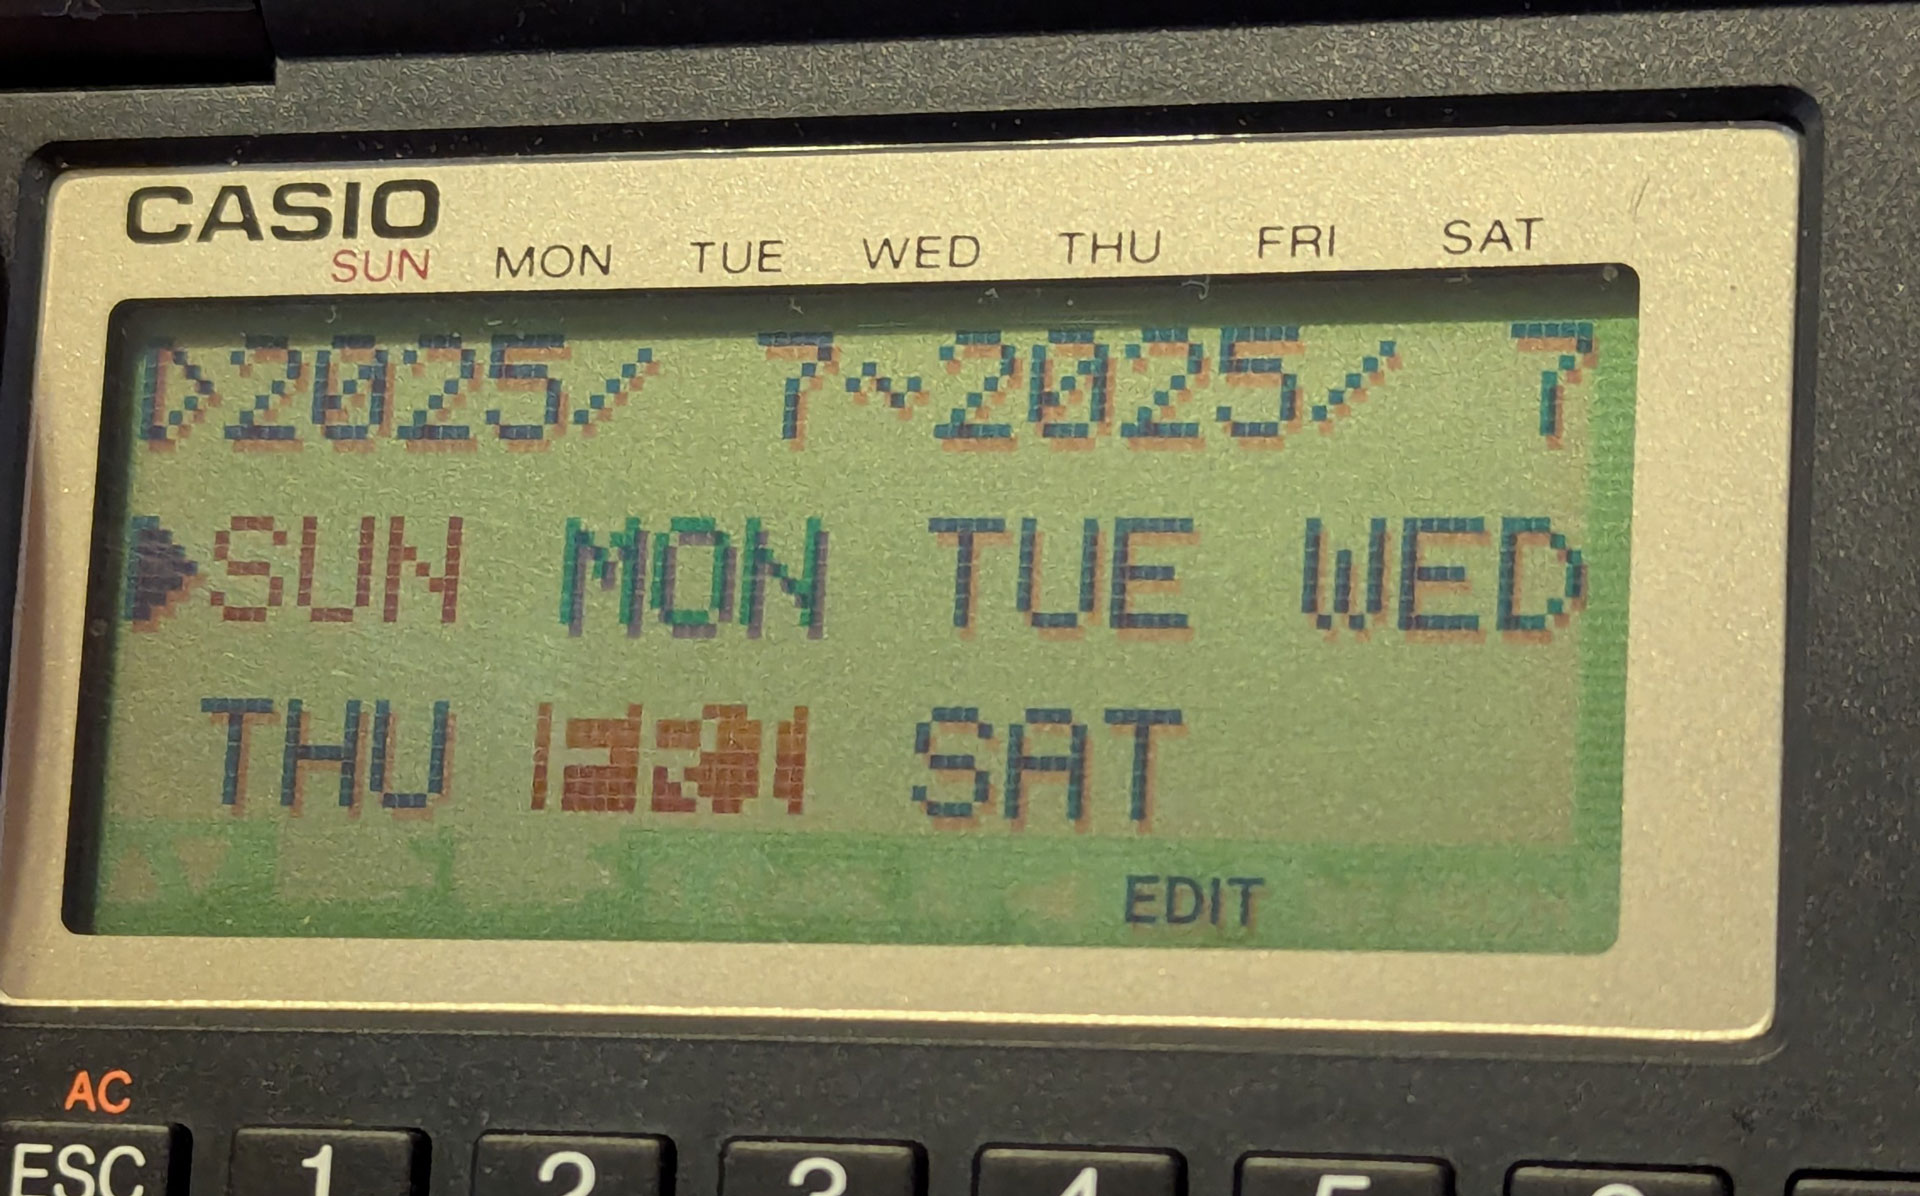 CASIO
SUN MON TUE WED THU FRI SAT
▷2025/ 7~2025/ 7
▶SUN MON TUE WED
THU FRI SAT
EDIT
AC
ESC 1 2 3 4 5